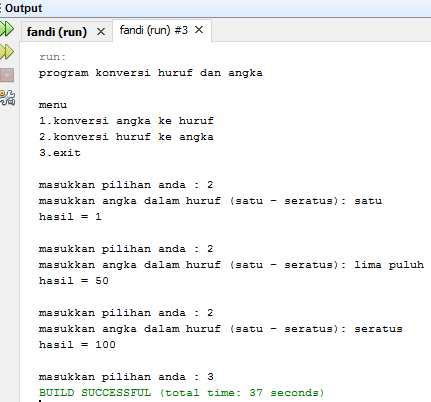 Output
fandi (run) × fandi (run) #3 ×
run:
program konversi huruf dan angka
menu
1.konversi angka ke huruf
2.konversi huruf ke angka
3.exit
masukkan pilihan anda : 2
masukkan angka dalam huruf (satu - seratus): satu
hasil = 1
masukkan pilihan anda : 2
masukkan angka dalam huruf (satu - seratus): lima puluh
hasil = 50
masukkan pilihan anda : 2
masukkan angka dalam huruf (satu - seratus): seratus
hasil = 100
masukkan pilihan anda : 3
BUILD SUCCESSFUL (total time: 37 seconds)